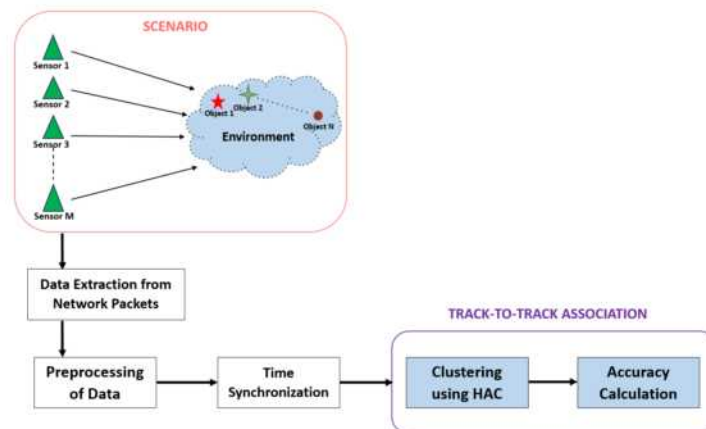 SCENARIO
Sensor 1
Sensor 2
Sensor 3
Sensor M
Object 1
Object 2
Object N
Environment
Data Extraction from
Network Packets
Preprocessing
of Data
Time
Synchronization
TRACK-TO-TRACK ASSOCIATION
Clustering
using HAC
Accuracy
Calculation